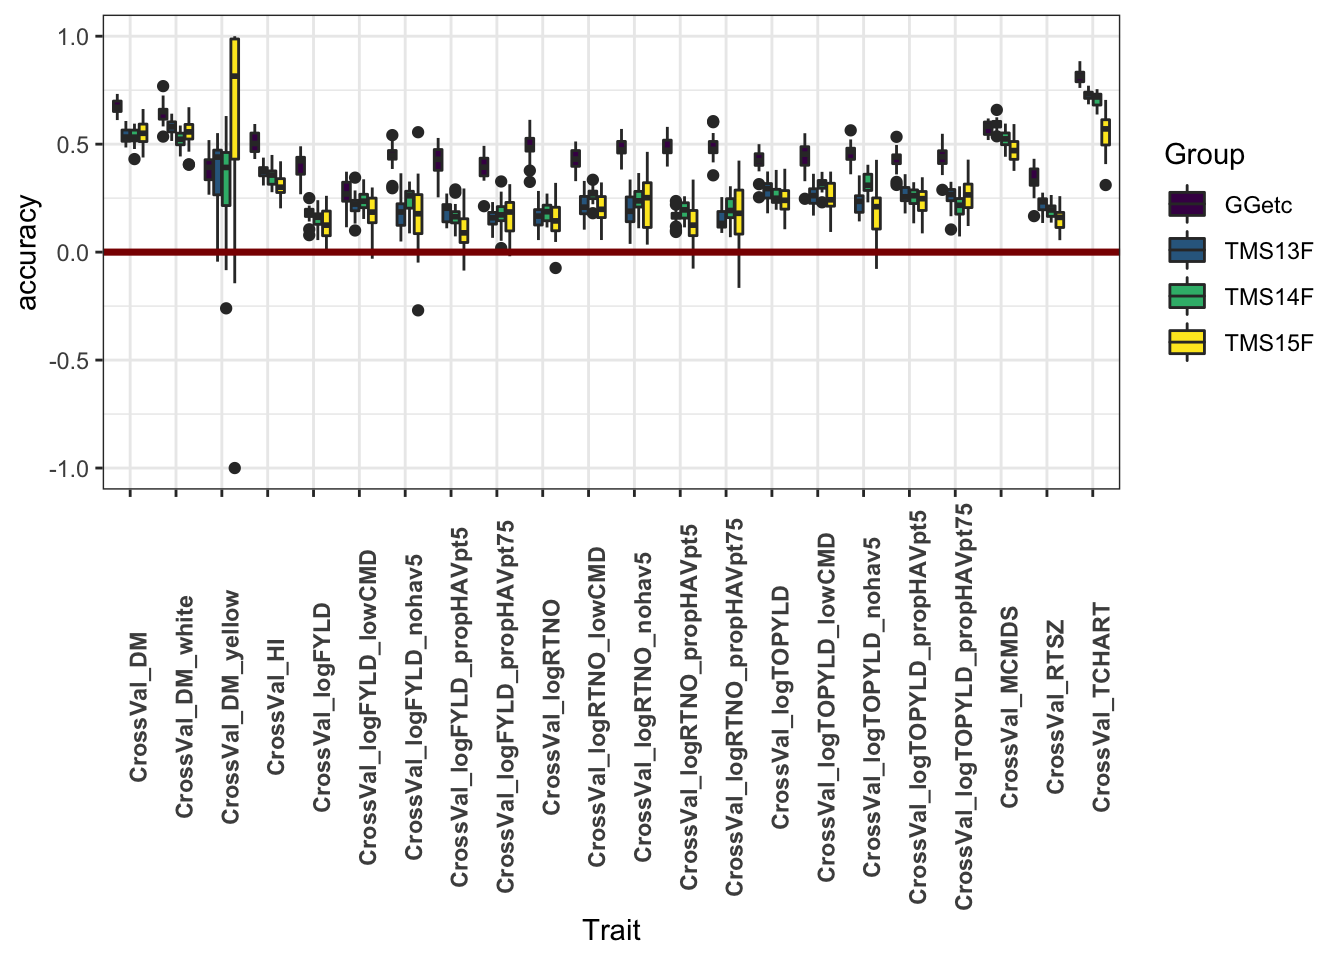 1.0
0.5
0.0
-0.5
-1.0
accuracy
CrossVal_DM
CrossVal_DM_white
CrossVal_DM_yellow
CrossVal_HI
CrossVal_logFYLD
CrossVal_logFYLD_lowCMD
CrossVal_logFYLD_nohav5
CrossVal_logFYLD_propHAVpt5
CrossVal_logFYLD_propHAVpt75
CrossVal_logRTNO
CrossVal_logRTNO_lowCMD
CrossVal_logRTNO_nohav5
CrossVal_logRTNO_propHAVpt5
CrossVal_logRTNO_propHAVpt75
CrossVal_logTOPYLD
CrossVal_logTOPYLD_lowCMD
CrossVal_logTOPYLD_nohav5
CrossVal_logTOPYLD_propHAVpt5
CrossVal_logTOPYLD_propHAVpt75
CrossVal_MCMDS
CrossVal_RTSZ
CrossVal_TCHART
Trait
Group
GGetc
TMS13F
TMS14F
TMS15F